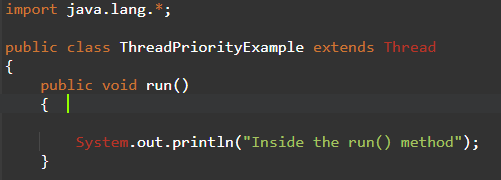 import java.lang.*;
public class ThreadPriorityExample extends Thread
{
public void run()
{
System.out.println("Inside the run() method");
}